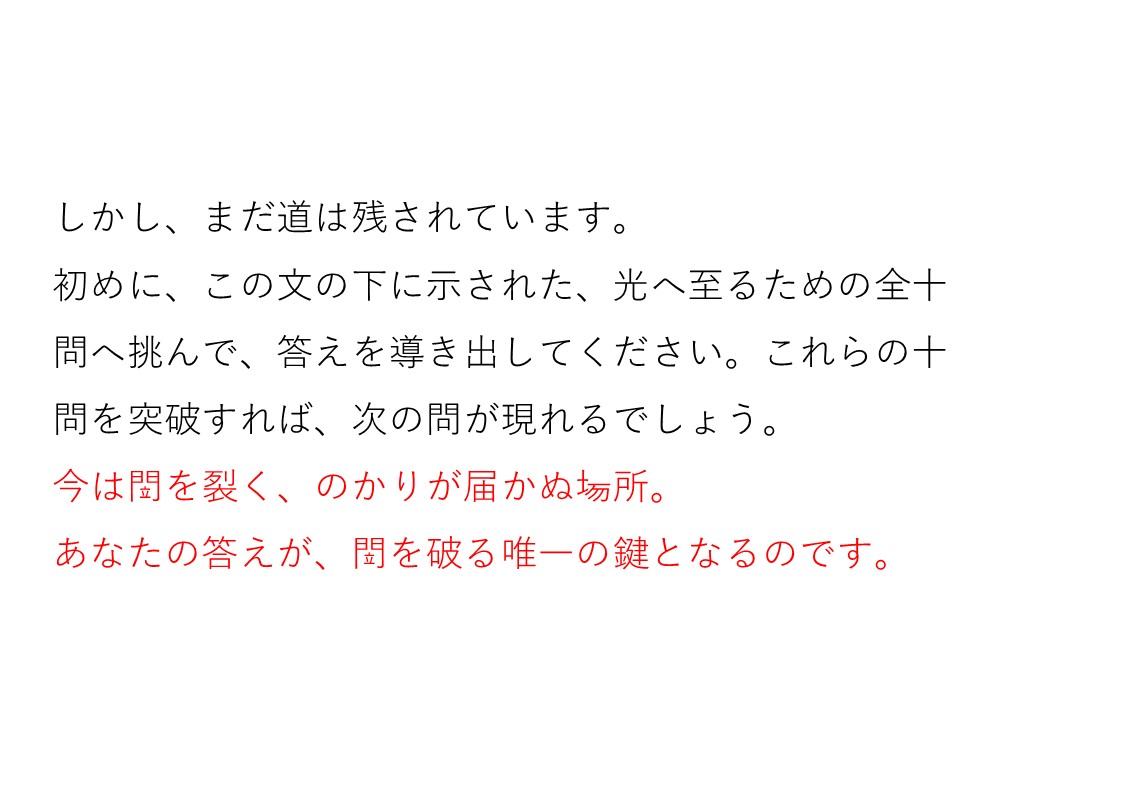 しかし、まだ道は残されています。
初めに、この文の下に示された、光へ至るための全十
問へ挑んで、答えを導き出してください。これらの十
問を突破すれば、次の問が現れるでしょう。
今はを裂く、のかりが届かぬ所。
あなたの答えが、を破る唯一の鍵となるのです。